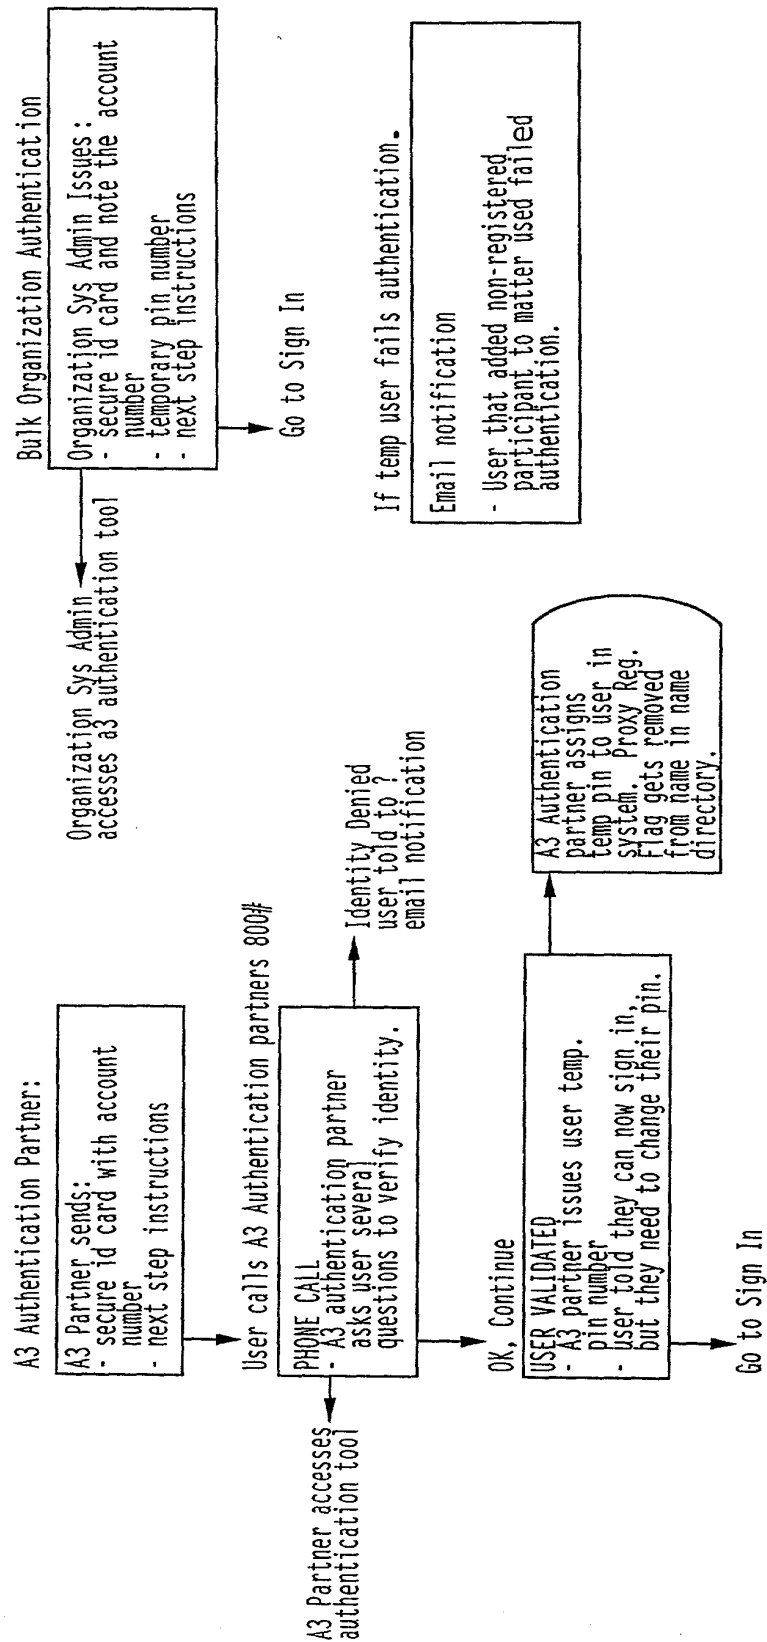 A3 Authentication Partner:
A3 Partner sends:
- secure id card with account
number
- next step instructions
User calls A3 Authentication partners 800#
PHONE CALL
- A3 authentication partner
asks user several
questions to verify identity.
A3 Partner accesses
authentication tool
Identity Denied
user told to ?
email notification
OK, Continue
USER VALIDATED
- A3 partner issues user temp.
pin number
- user told they can now sign in,
but they need to change their pin.
A3 Authentication
partner assigns
temp pin to user in
system. Proxy Reg.
Flag gets removed
from name in name
directory.
Go to Sign In
Bulk Organization Authentication
Organization Sys Admin Issues:
- secure id card and note the account
number
- temporary pin number
- next step instructions
Organization Sys Admin
accesses a3 authentication tool
Go to Sign In
If temp user fails authentication.
Email notification
- User that added non-registered
participant to matter used failed
authentication.